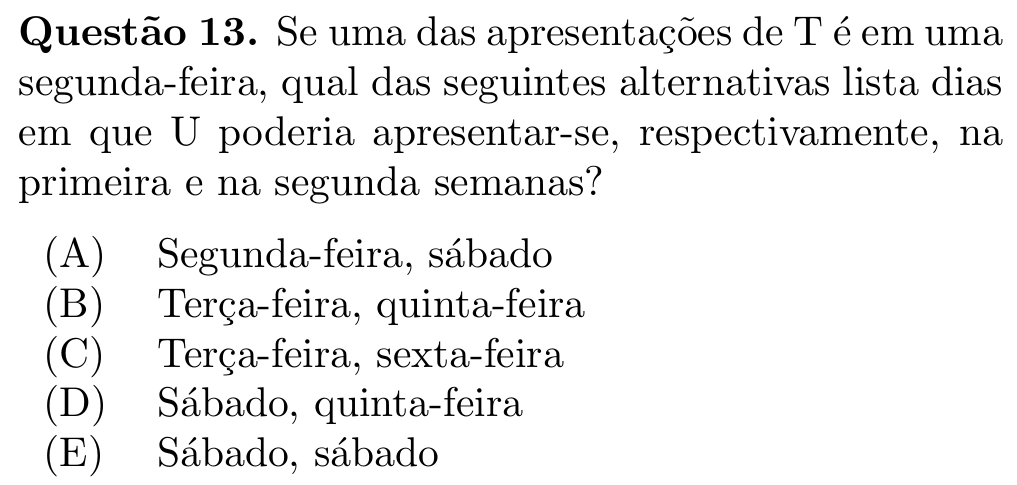 Questão 13. Se uma das apresentações de T é em uma
segunda-feira, qual das seguintes alternativas lista dias
em que U poderia apresentar-se, respectivamente, na
primeira e na segunda semanas?
(A) Segunda-feira, sábado
(B) Terça-feira, quinta-feira
(C) Terça-feira, sexta-feira
(D) Sábado, quinta-feira
(E) Sábado, sábado